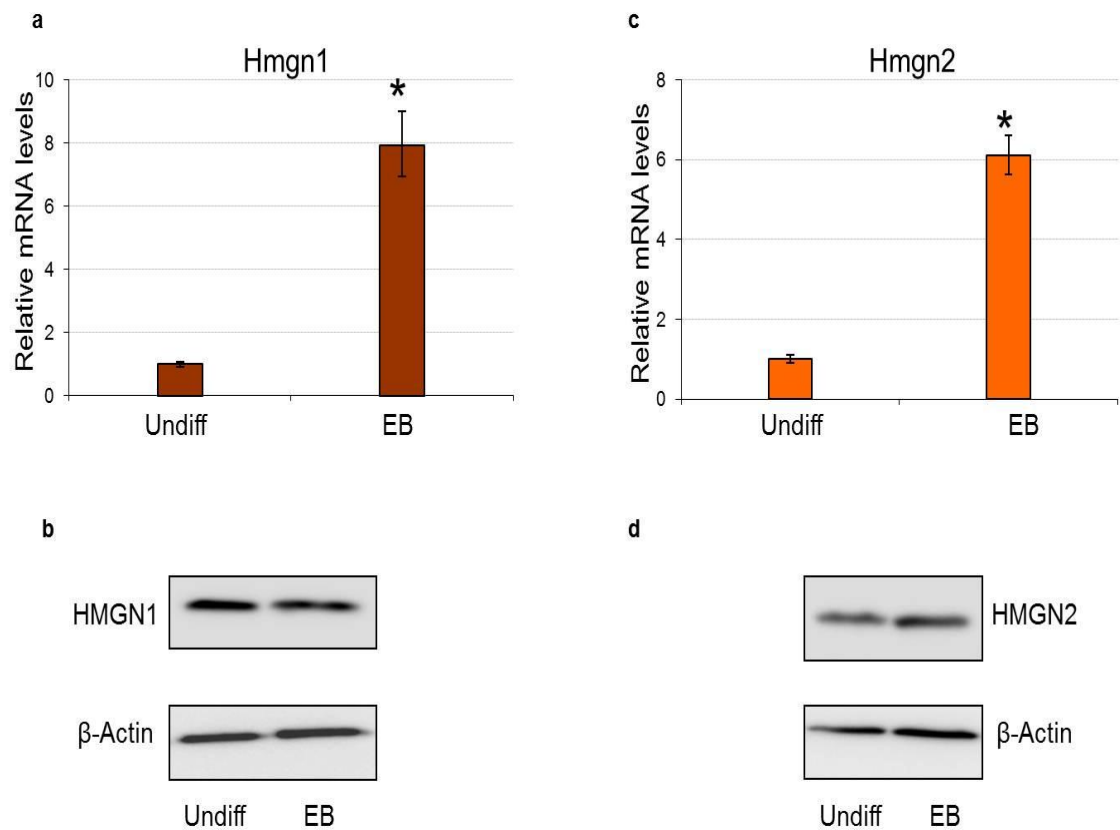 a
Hmgn1
*
Relative mRNA levels
10
8
6
4
2
0
Undiff EB
c
Hmgn2
*
Relative mRNA levels
8
6
4
2
0
Undiff EB
b
HMGN1
β-Actin
Undiff EB
d
HMGN2
β-Actin
Undiff EB